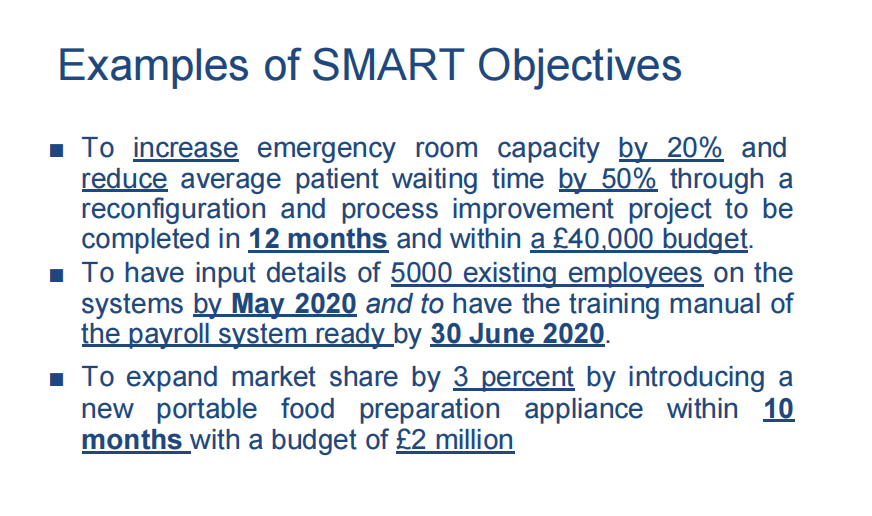 Examples of SMART Objectives
■ To increase emergency room capacity by 20% and
reduce average patient waiting time by 50% through a
reconfiguration and process improvement project to be
completed in 12 months and within a £40,000 budget.
■ To have input details of 5000 existing employees on the
systems by May 2020 and to have the training manual of
the payroll system ready by 30 June 2020.
■ To expand market share by 3 percent by introducing a
new portable food preparation appliance within 10
months with a budget of £2 million